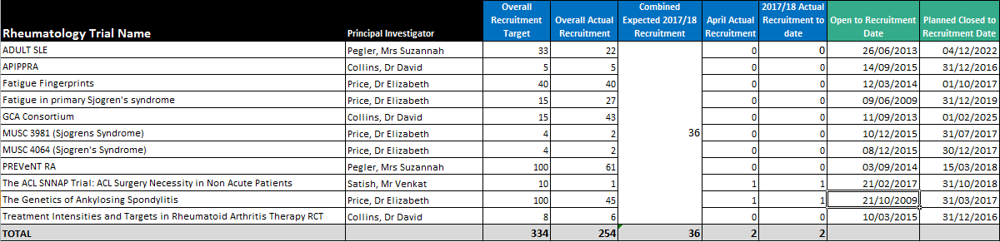 Rheumatology Trial Name Principal Investigator Overall Recruitment Target Overall Actual Recruitment Combined Expected 2017/18 Recruitment April Actual Recruitment 2017/18 Actual Recruitment to date Open to Recruitment Date Planned Closed to Recruitment Date
ADULT SLE Pegler, Mrs Suzannah 33 22 0 0 26/06/2013 04/12/2022
APIPPRA Collins, Dr David 5 5 0 0 14/09/2015 31/12/2016
Fatigue Fingerprints Price, Dr Elizabeth 40 40 0 0 12/03/2014 01/10/2017
Fatigue in primary Sjogren's syndrome Price, Dr Elizabeth 15 27 0 0 09/06/2009 31/12/2019
GCA Consortium Collins, Dr David 15 43 0 0 11/09/2013 01/02/2025
MUSC 3981 (Sjogrens Syndrome) Price, Dr Elizabeth 4 2 36 0 0 10/12/2015 31/07/2017
MUSC 4064 (Sjogren's Syndrome) Price, Dr Elizabeth 4 2 0 0 08/12/2015 30/12/2017
PREVeNT RA Pegler, Mrs Suzannah 100 61 0 0 03/09/2014 15/03/2018
The ACL SNNAP Trial: ACL Surgery Necessity in Non Acute Patients Satish, Mr Venkat 10 1 1 1 21/02/2017 31/10/2018
The Genetics of Ankylosing Spondylitis Price, Dr Elizabeth 100 45 1 1 21/10/2009 31/03/2017
Treatment Intensities and Targets in Rheumatoid Arthritis Therapy RCT Collins, Dr David 8 6 0 0 10/03/2015 31/12/2016
TOTAL 334 254 36 2 2